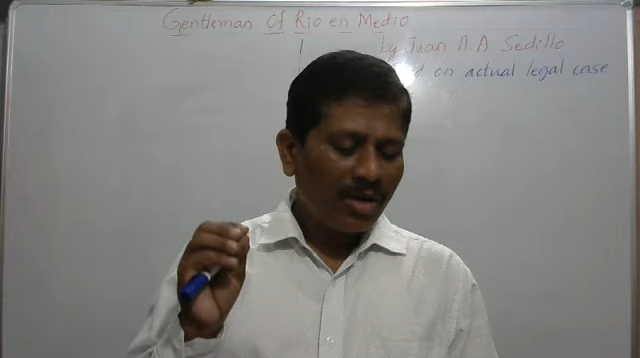 Gentleman Of Rio en Medio
by Juan A.A Sedillo
on actual legal case